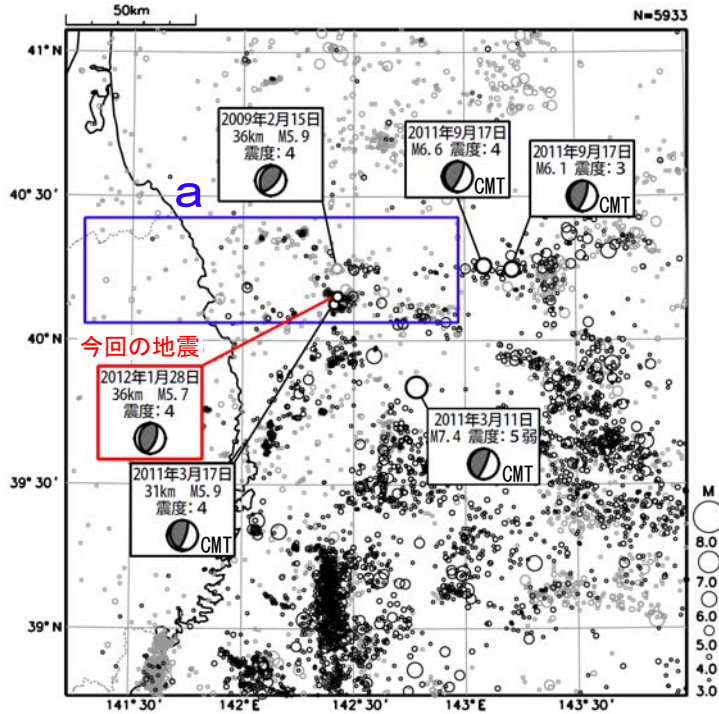 50km
N=5933
41°N
40°30'
40°N
39°30'
39°N
141°30'
142°E
142°30'
143°E
143°30'
2009年2月15日
36km M5.9
震度:4
2011年9月17日
M6.6 震度:4
CMT
2011年9月17日
M6.1 震度:3
CMT
a
今回の地震
2012年1月28日
36km M5.7
震度:4
2011年3月17日
31km M5.9
震度:4
CMT
2011年3月11日
M7.4 震度:5弱
CMT
M
8.0
7.0
6.0
5.0
4.0
3.0